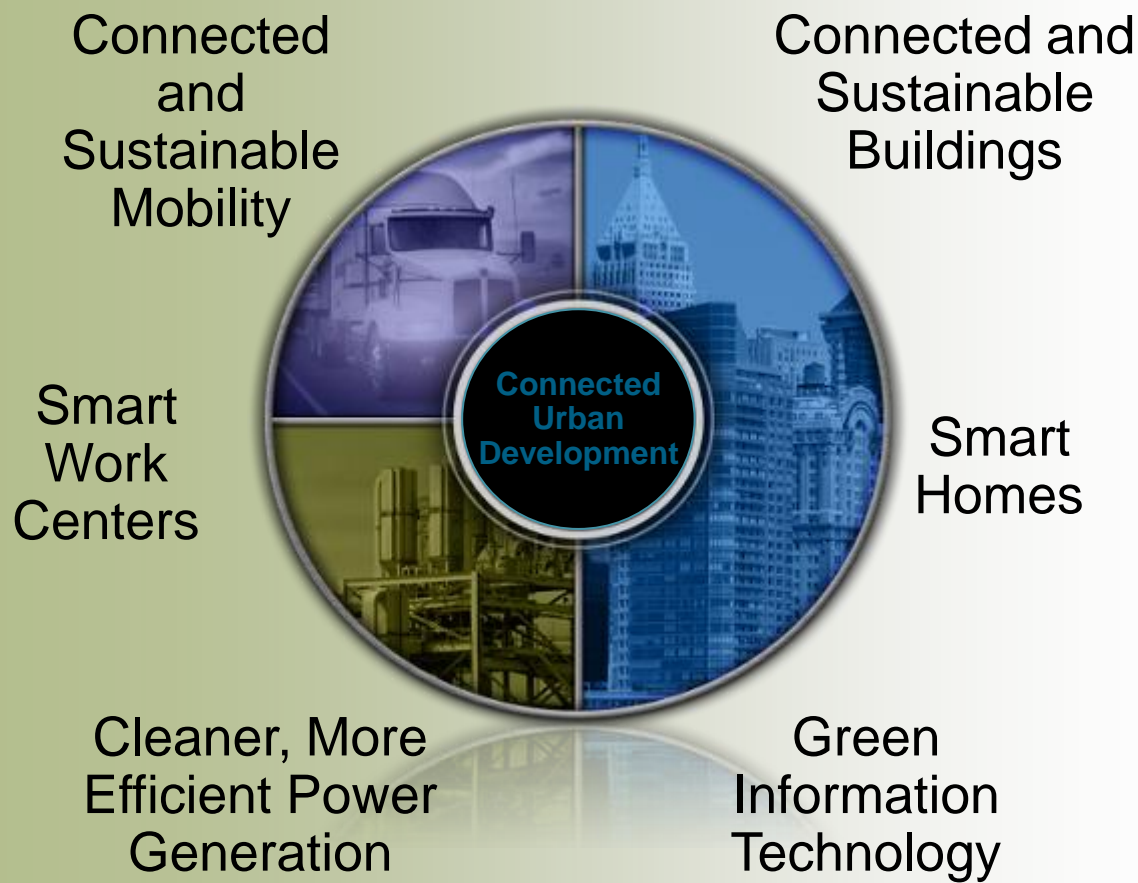 Connected
and
Sustainable
Mobility
Connected and
Sustainable
Buildings
Smart
Work
Centers
Connected
Urban
Development
Smart
Homes
Cleaner, More
Efficient Power
Generation
Green
Information
Technology